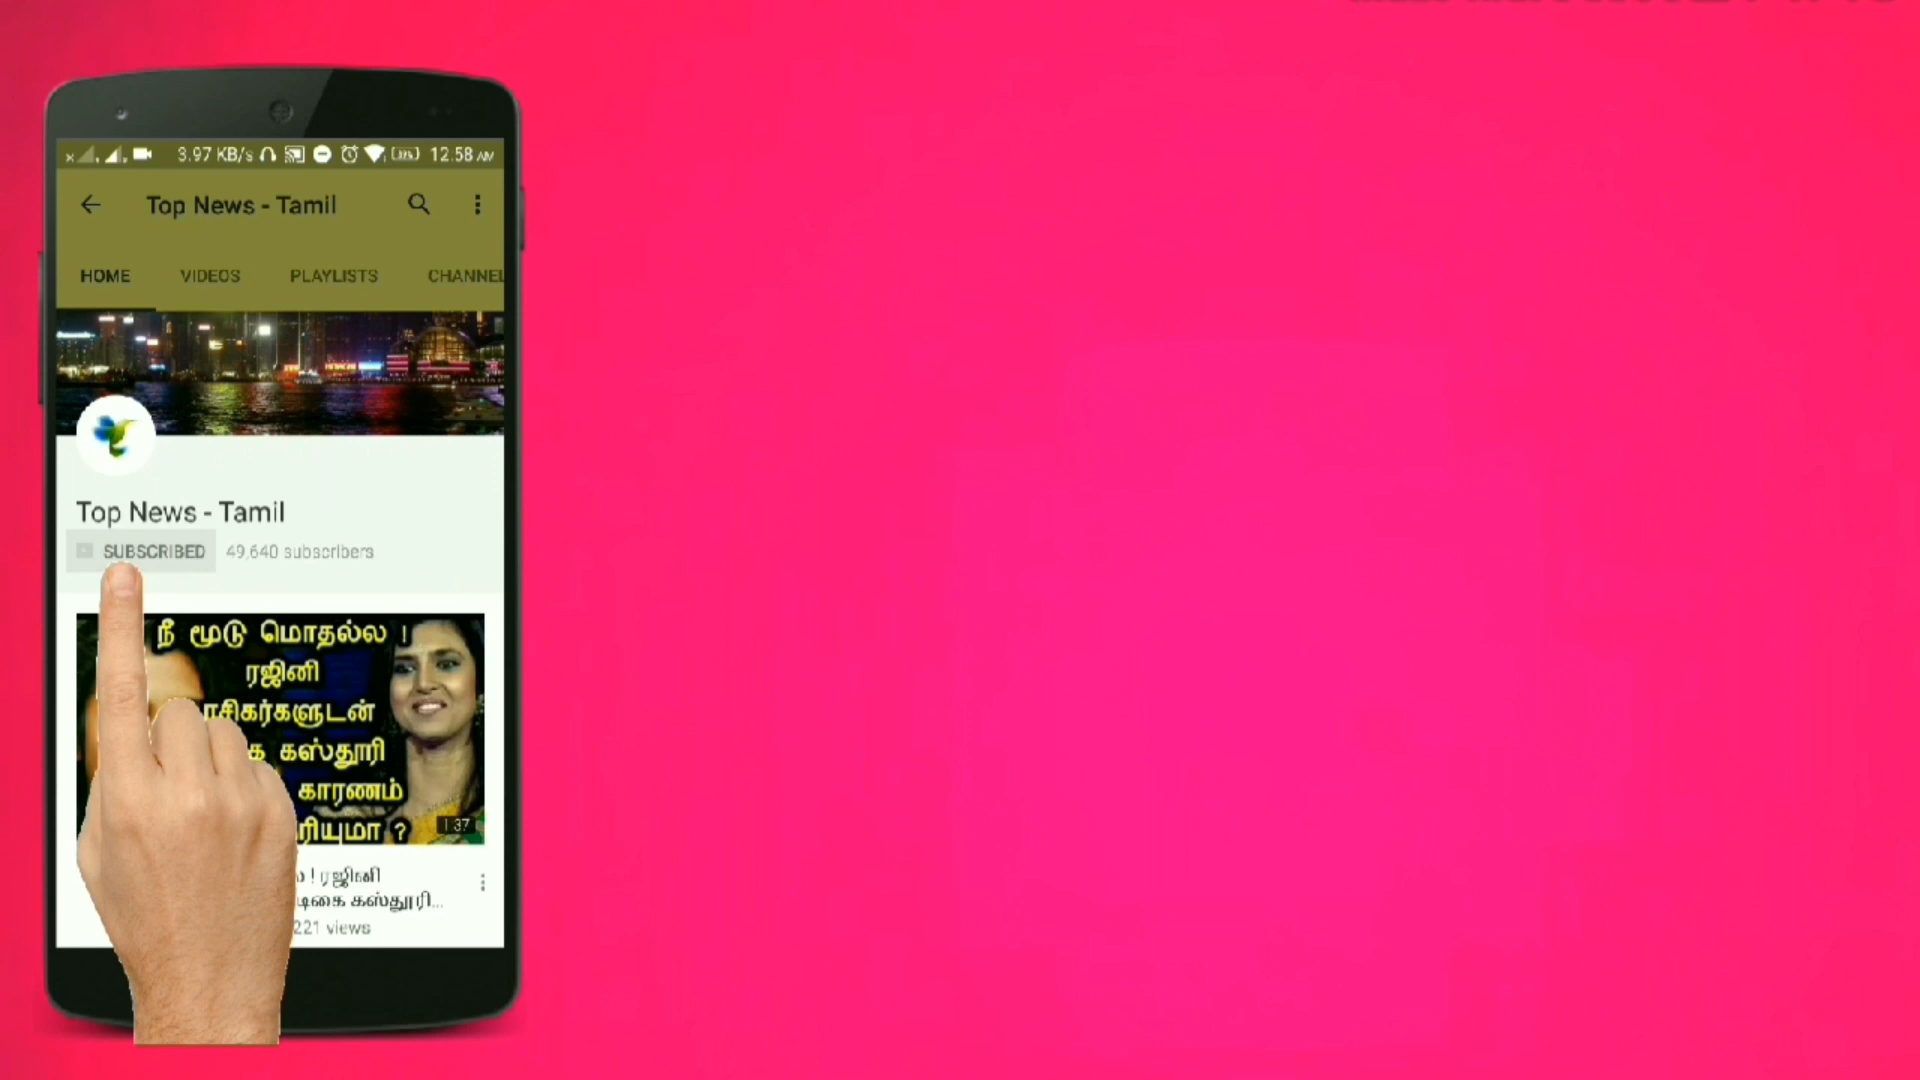 3.97 KB/s 12.58 AM
Top News - Tamil
HOME VIDEOS PLAYLISTS CHANNEL
Top News - Tamil
SUBSCRIBED 49,640 subscribers
நீ மூடு மொதல்ல !
ரஜினி
ரசிகர்களுடன்
கஸ்தூரி
காரணம்
?
1:37
! ரஜினி
கஸ்தூரி...
221 views